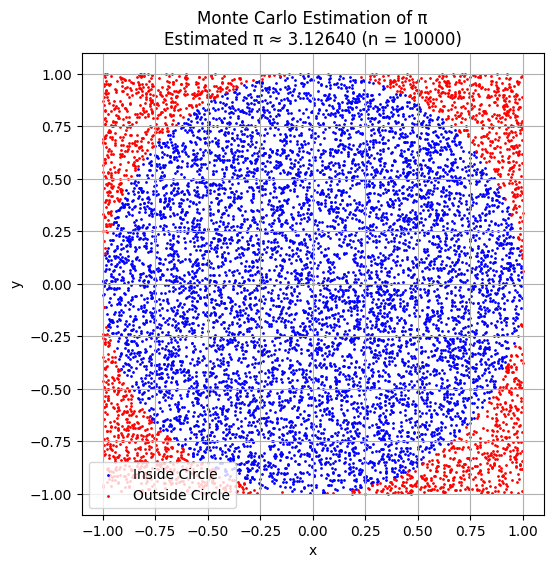 Monte Carlo Estimation of π
Estimated π ≈ 3.12640 (n = 10000)
1.00
0.75
0.50
0.25
0.00
−0.25
−0.50
−0.75
−1.00
y
Inside Circle
Outside Circle
−1.00 −0.75 −0.50 −0.25 0.00 0.25 0.50 0.75 1.00
x